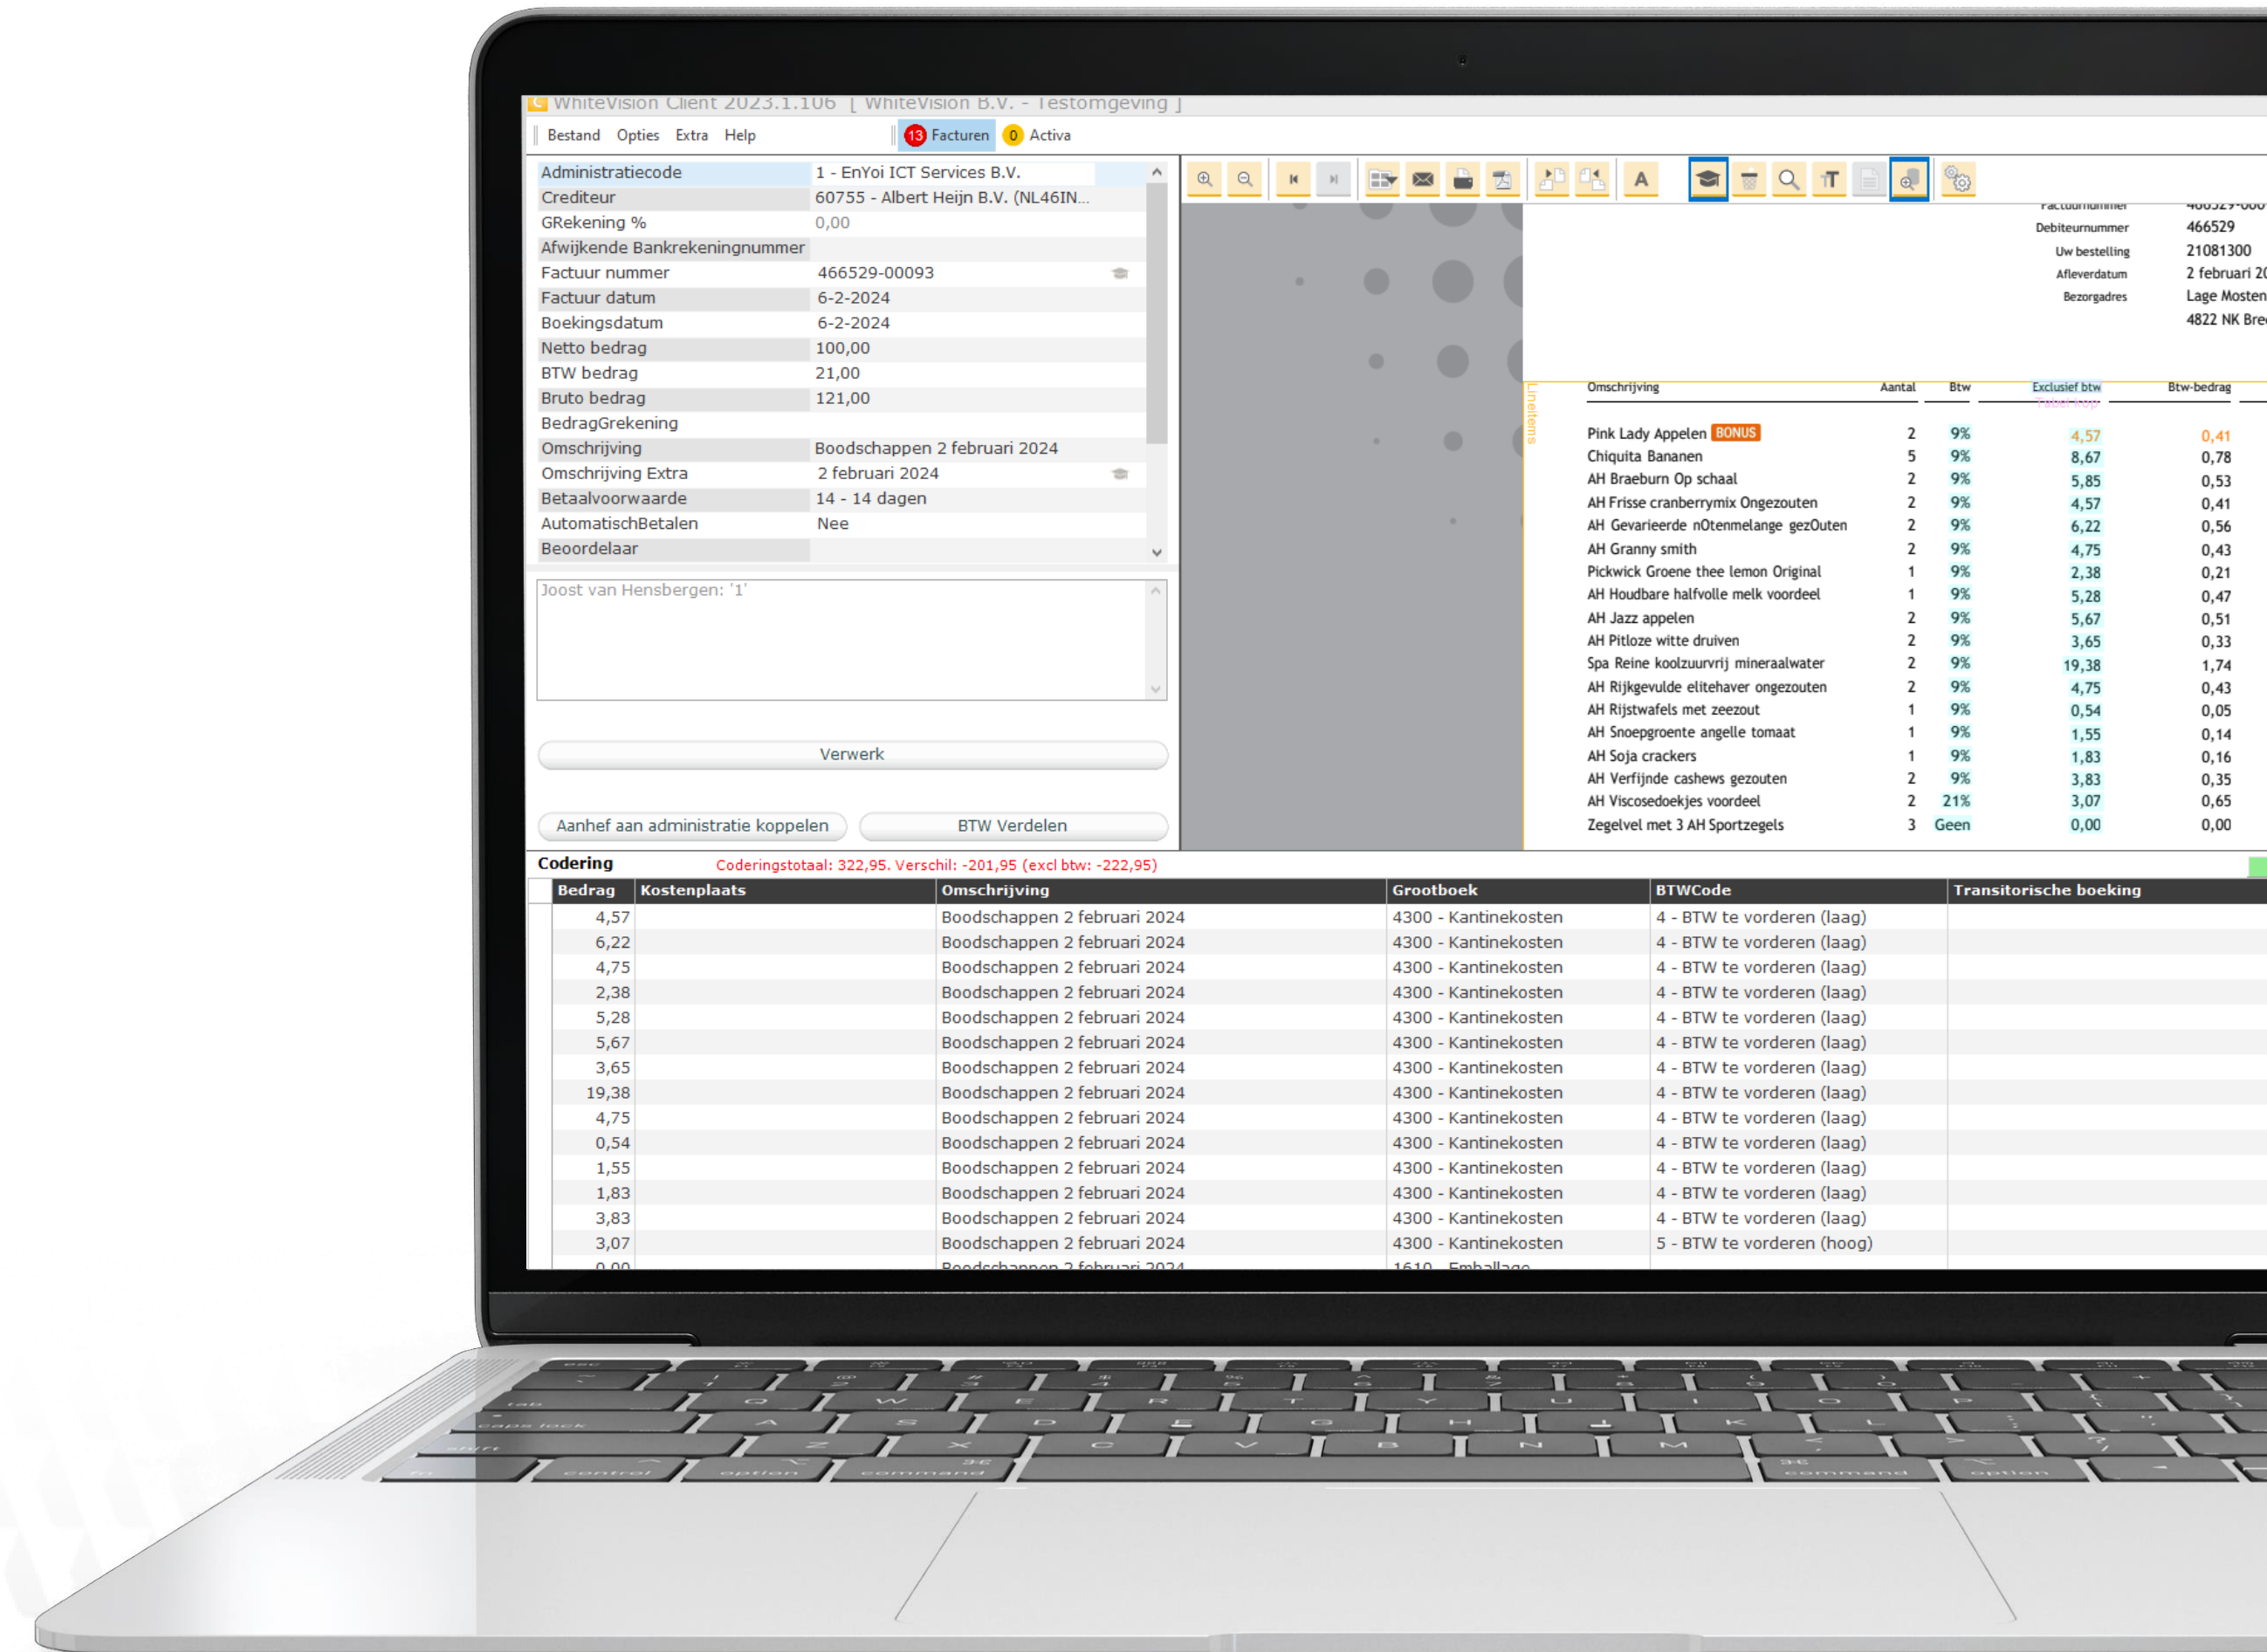 WhiteVision Client 2023.1.106 [ WhiteVision B.V. - Testomgeving ]
Bestand Opties Extra Help 13 Facturen 0 Activa
Administratiecode 1 - EnYoi ICT Services B.V.
Crediteur 60755 - Albert Heijn B.V. (NL46IN...
GRekening % 0,00
Afwijkende Bankrekeningnummer
Factuur nummer 466529-00093
Factuur datum 6-2-2024
Boekingsdatum 6-2-2024
Netto bedrag 100,00
BTW bedrag 21,00
Bruto bedrag 121,00
BedragGrekening
Omschrijving Boodschappen 2 februari 2024
Omschrijving Extra 2 februari 2024
Betaalvoorwaarde 14 - 14 dagen
AutomatischBetalen Nee
Beoordelaar
Joost van Hensbergen: '1'
Verwerk
Aanhef aan administratie koppelen BTW Verdelen
A
Factuurnummer
Debiteurnummer 466529
Uw bestelling 21081300
Afleverdatum 2 februari 20
Bezorgadres Lage Mosten
4822 NK Bre
Lineitems
Omschrijving Aantal Btw Exclusief btw Btw-bedrag
Tabel kop
Pink Lady Appelen BONUS 2 9% 4,57 0,41
Chiquita Bananen 5 9% 8,67 0,78
AH Braeburn Op schaal 2 9% 5,85 0,53
AH Frisse cranberrymix Ongezouten 2 9% 4,57 0,41
AH Gevarieerde nOtenmelange gezOuten 2 9% 6,22 0,56
AH Granny smith 2 9% 4,75 0,43
Pickwick Groene thee lemon Original 1 9% 2,38 0,21
AH Houdbare halfvolle melk voordeel 1 9% 5,28 0,47
AH Jazz appelen 2 9% 5,67 0,51
AH Pitloze witte druiven 2 9% 3,65 0,33
Spa Reine koolzuurvrij mineraalwater 2 9% 19,38 1,74
AH Rijkgevulde elitehaver ongezouten 2 9% 4,75 0,43
AH Rijstwafels met zeezout 1 9% 0,54 0,05
AH Snoepgroente angelle tomaat 1 9% 1,55 0,14
AH Soja crackers 1 9% 1,83 0,16
AH Verfijnde cashews gezouten 2 9% 3,83 0,35
AH Viscosedoekjes voordeel 2 21% 3,07 0,65
Zegelvel met 3 AH Sportzegels 3 Geen 0,00 0,00
Codering Coderingstotaal: 322,95. Verschil: -201,95 (excl btw: -222,95)
Bedrag Kostenplaats Omschrijving Grootboek BTWCode Transitorische boeking
4,57 Boodschappen 2 februari 2024 4300 - Kantinekosten 4 - BTW te vorderen (laag)
6,22 Boodschappen 2 februari 2024 4300 - Kantinekosten 4 - BTW te vorderen (laag)
4,75 Boodschappen 2 februari 2024 4300 - Kantinekosten 4 - BTW te vorderen (laag)
2,38 Boodschappen 2 februari 2024 4300 - Kantinekosten 4 - BTW te vorderen (laag)
5,28 Boodschappen 2 februari 2024 4300 - Kantinekosten 4 - BTW te vorderen (laag)
5,67 Boodschappen 2 februari 2024 4300 - Kantinekosten 4 - BTW te vorderen (laag)
3,65 Boodschappen 2 februari 2024 4300 - Kantinekosten 4 - BTW te vorderen (laag)
19,38 Boodschappen 2 februari 2024 4300 - Kantinekosten 4 - BTW te vorderen (laag)
4,75 Boodschappen 2 februari 2024 4300 - Kantinekosten 4 - BTW te vorderen (laag)
0,54 Boodschappen 2 februari 2024 4300 - Kantinekosten 4 - BTW te vorderen (laag)
1,55 Boodschappen 2 februari 2024 4300 - Kantinekosten 4 - BTW te vorderen (laag)
1,83 Boodschappen 2 februari 2024 4300 - Kantinekosten 4 - BTW te vorderen (laag)
3,83 Boodschappen 2 februari 2024 4300 - Kantinekosten 4 - BTW te vorderen (laag)
3,07 Boodschappen 2 februari 2024 4300 - Kantinekosten 5 - BTW te vorderen (hoog)
0,00 Boodschappen 2 februari 2024 1610 - Emballage
esc
tab Q W E R T Y U I O P
caps lock A S D F G H J K L
shift Z X C V B N M
fn control option command command option